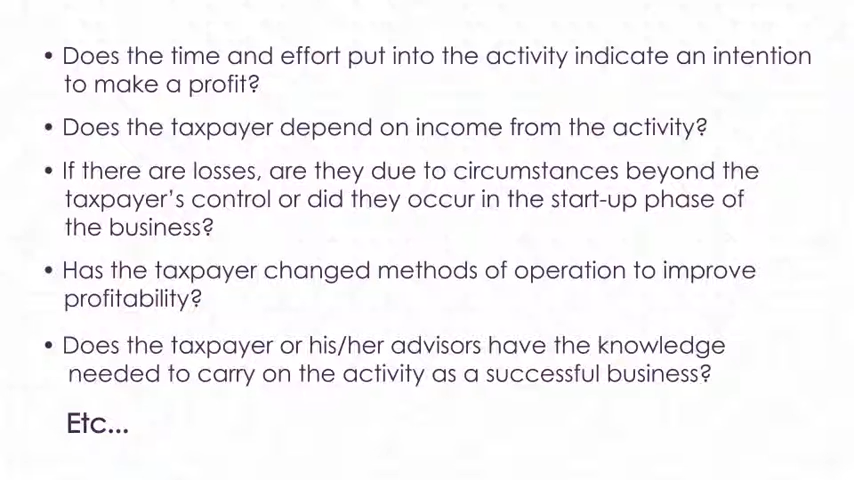 • Does the time and effort put into the activity indicate an intention
to make a profit?
• Does the taxpayer depend on income from the activity?
• If there are losses, are they due to circumstances beyond the
taxpayer's control or did they occur in the start-up phase of
the business?
• Has the taxpayer changed methods of operation to improve
profitability?
• Does the taxpayer or his/her advisors have the knowledge
needed to carry on the activity as a successful business?
Etc...